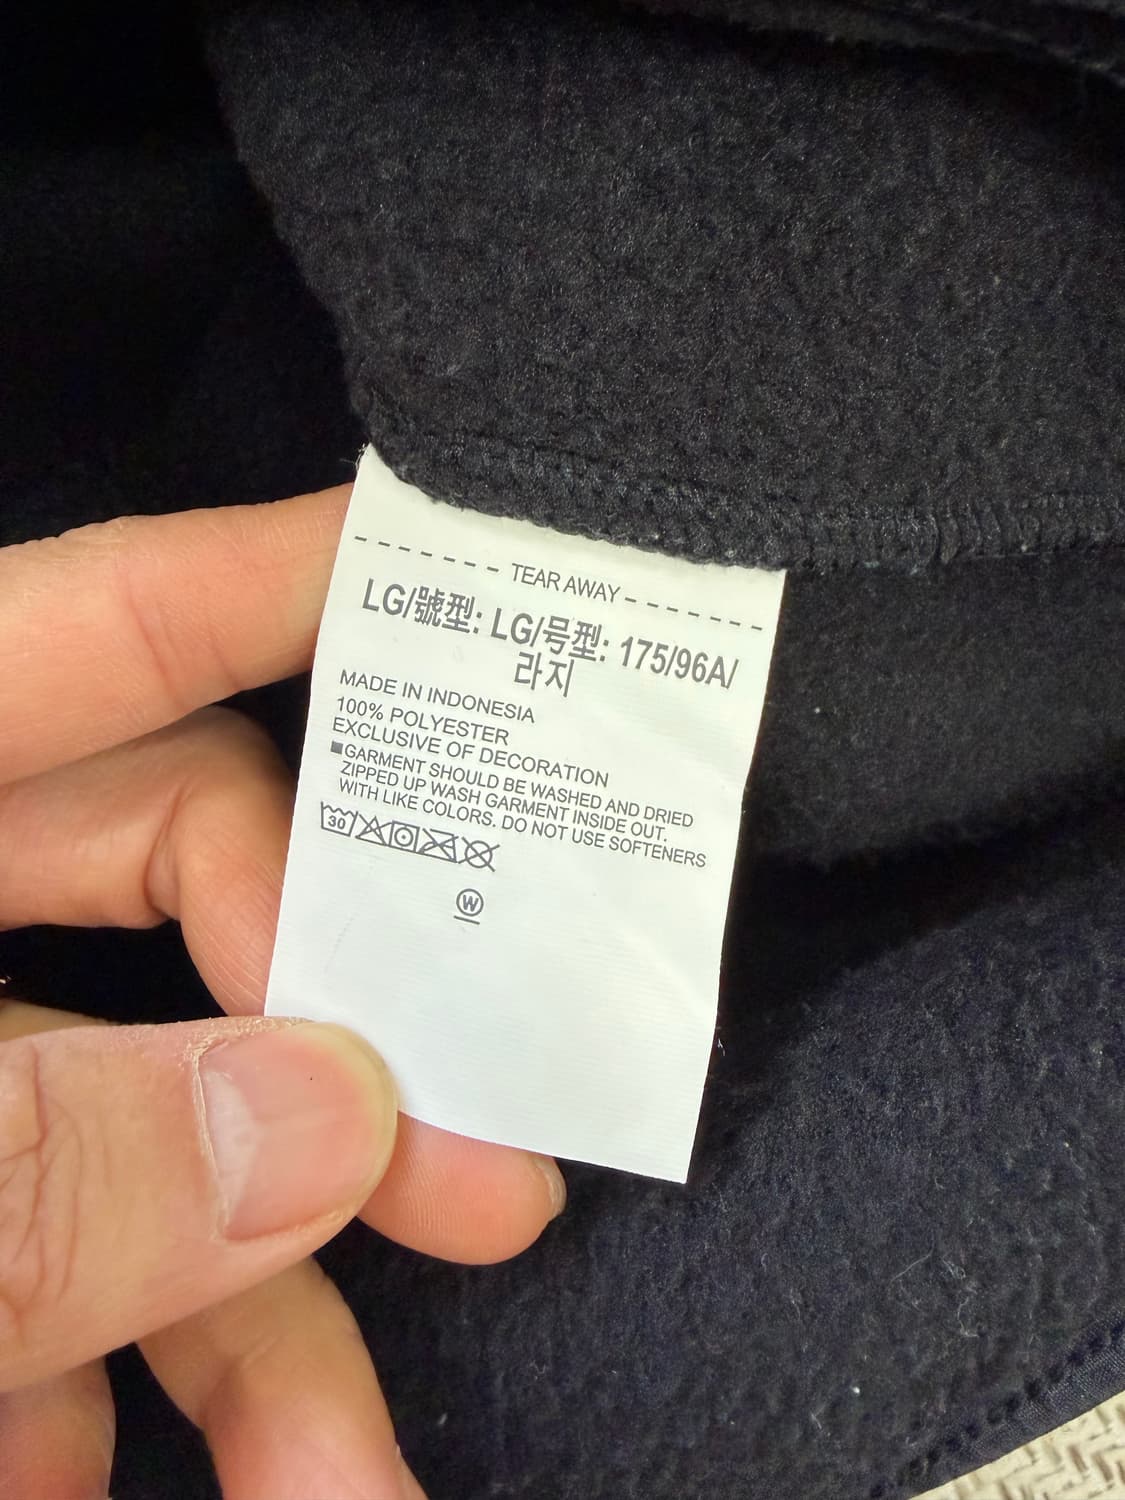 TEAR AWAY
LG/號型: LG/号型: 175/96A/
라지
MADE IN INDONESIA
100% POLYESTER
EXCLUSIVE OF DECORATION
■GARMENT SHOULD BE WASHED AND DRIED
ZIPPED UP WASH GARMENT INSIDE OUT.
WITH LIKE COLORS. DO NOT USE SOFTENERS
30
W